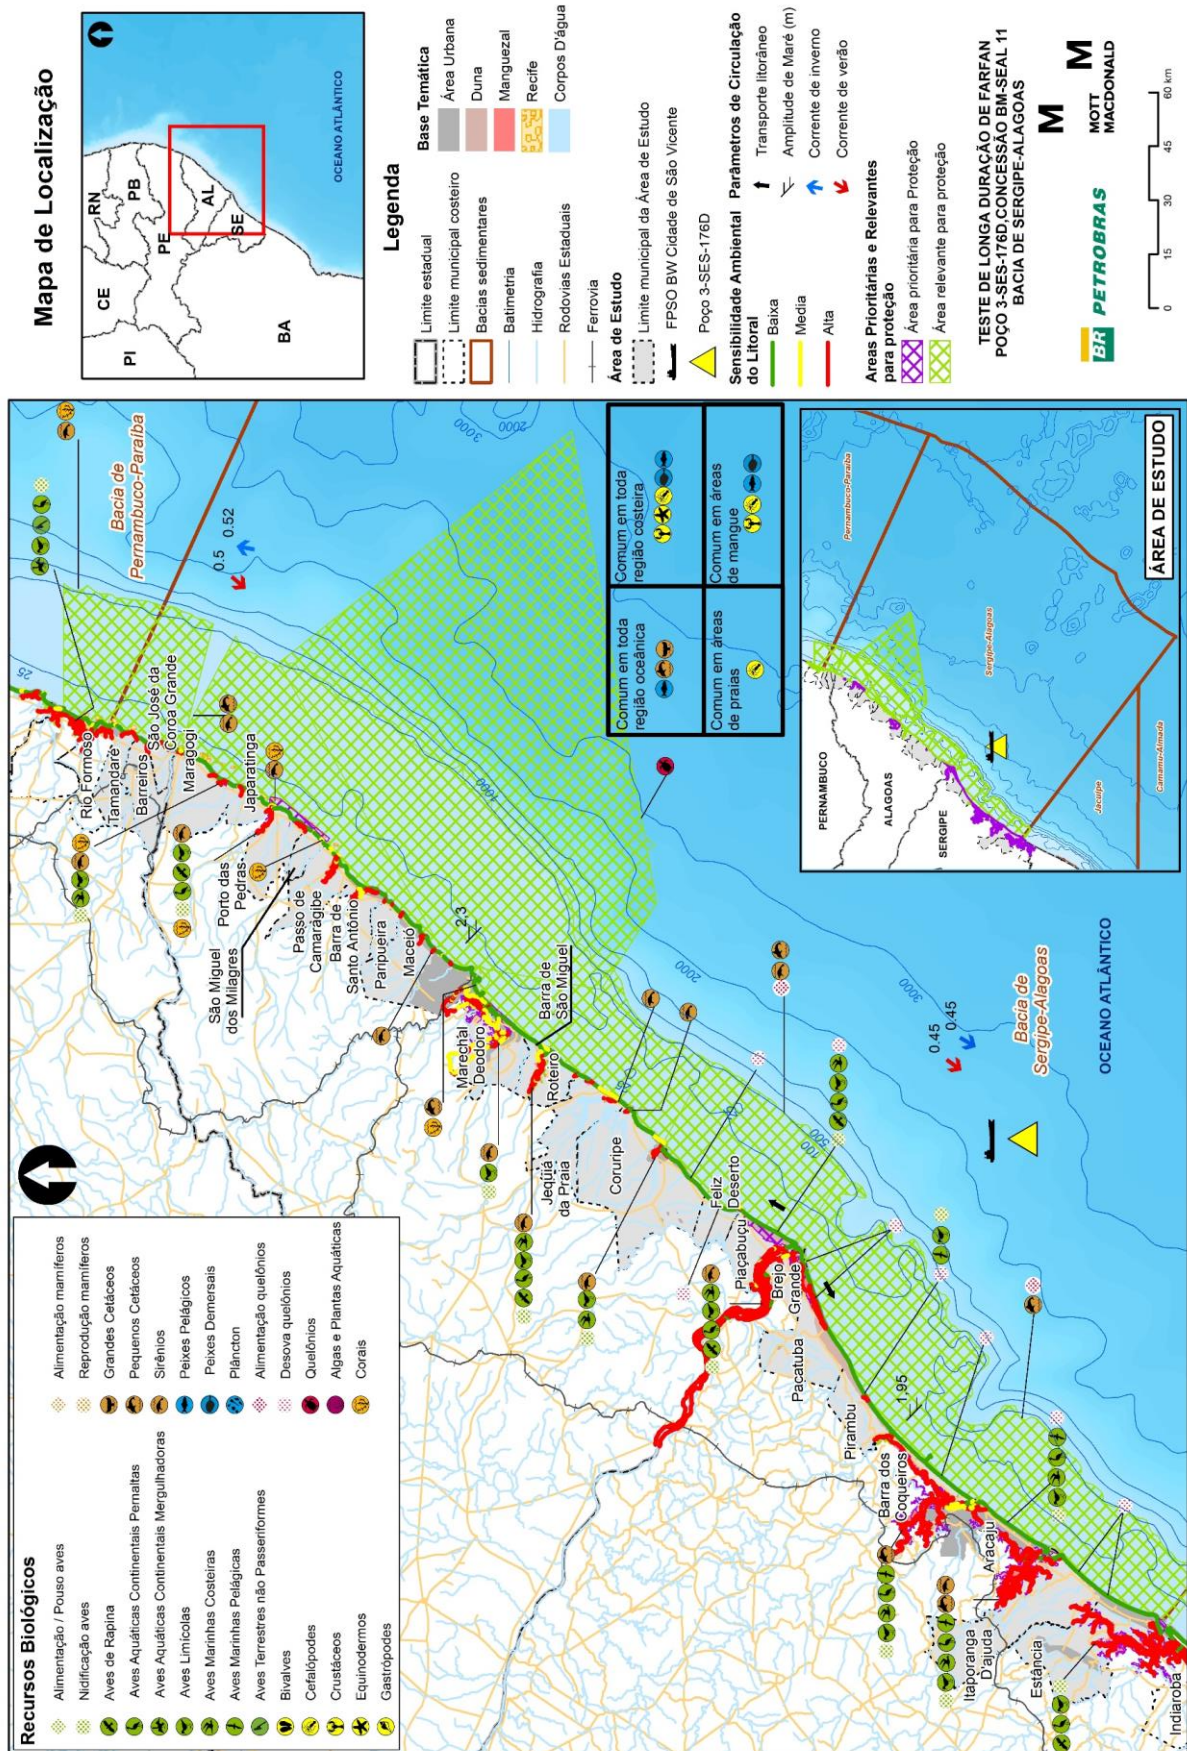 Mapa de Localização
CE
RN
PB
PI
PE
AL
SE
BA
OCEANO ATLÂNTICO
Legenda
Limite estadual
Limite municipal costeiro
Bacias sedimentares
Batimetria
Hidrografia
Rodovias Estaduais
Ferrovia
Base Temática
Área Urbana
Duna
Manguezal
Recife
Corpos D'água
Área de Estudo
Limite municipal da Área de Estudo
FPSO BW Cidade de São Vicente
Poço 3-SES-176D
Sensibilidade Ambiental
do Litoral
Baixa
Media
Alta
Parâmetros de Circulação
Transporte litorâneo
Amplitude de Maré (m)
Corrente de inverno
Corrente de verão
Areas Prioritárias e Relevantes
para proteção
Área prioritária para Proteção
Área relevante para proteção
TESTE DE LONGA DURAÇÃO DE FARFAN
POÇO 3-SES-176D,CONCESSÃO BM-SEAL 11
BACIA DE SERGIPE-ALAGOAS
BR PETROBRAS
M
M
MOTT
MACDONALD
0 15 30 45 60 km
Recursos Biológicos
Alimentação / Pouso aves
Nidificação aves
Aves de Rapina
Aves Aquáticas Continentais Pernaltas
Aves Aquáticas Continentais Mergulhadoras
Aves Limícolas
Aves Marinhas Costeiras
Aves Marinhas Pelágicas
Aves Terrestres não Passeriformes
Bivalves
Cefalópodes
Crustáceos
Equinodermos
Gastrópodes
Alimentação mamíferos
Reprodução mamíferos
Grandes Cetáceos
Pequenos Cetáceos
Sirênios
Peixes Pelágicos
Peixes Demersais
Plâncton
Alimentação quelônios
Desova quelônios
Quelônios
Algas e Plantas Aquáticas
Corais
Bacia de
Pernambuco-Paraíba
25
0.5
0.52
2000
3000
1000
Rio Formoso
Tamandaré
Barreiros
São José da
Coroa Grande
Maragogi
Japaratinga
Porto das
Pedras
São Miguel
dos Milagres
Passo de
Camarágibe
Barra de
Santo Antônio
Paripueira
Maceió
2,3
Marechal
Deodoro
Barra de
São Miguel
Roteiro
Jequiá
da Praia
Coruripe
Feliz
Deserto
Piaçabuçu
Brejo
Grande
Pacatuba
Pirambu
1,95
Barra dos
Coqueiros
Aracaju
Itaporanga
D'ajuda
Estância
Indiaroba
25
100
500
2000
3000
0.45
0.45
Bacia de
Sergipe-Alagoas
OCEANO ATLÂNTICO
Comum em toda
região oceânica
Comum em toda
região costeira
Comum em áreas
de praias
Comum em áreas
de mangue
PERNAMBUCO
ALAGOAS
SERGIPE
Pernambuco-Paraíba
Sergipe-Alagoas
Jacuípe
Camamu-Almada
ÁREA DE ESTUDO